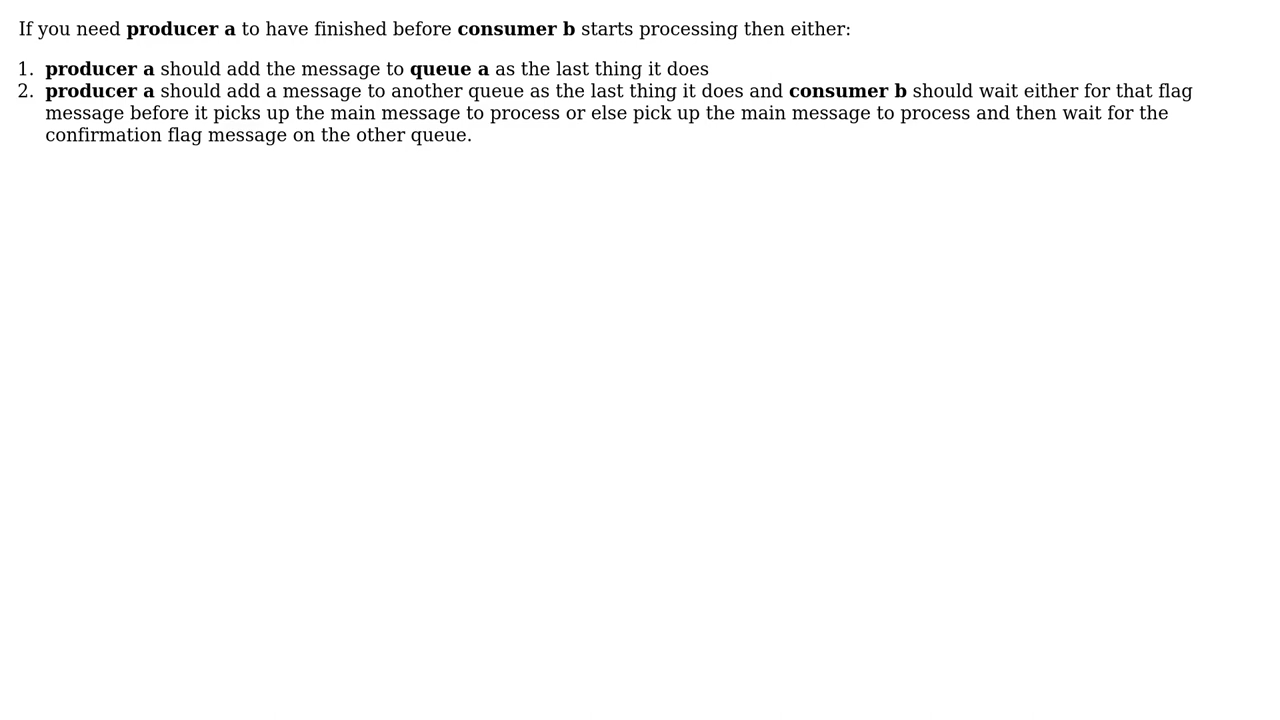 If you need producer a to have finished before consumer b starts processing then either:
1. producer a should add the message to queue a as the last thing it does
2. producer a should add a message to another queue as the last thing it does and consumer b should wait either for that flag
message before it picks up the main message to process or else pick up the main message to process and then wait for the
confirmation flag message on the other queue.